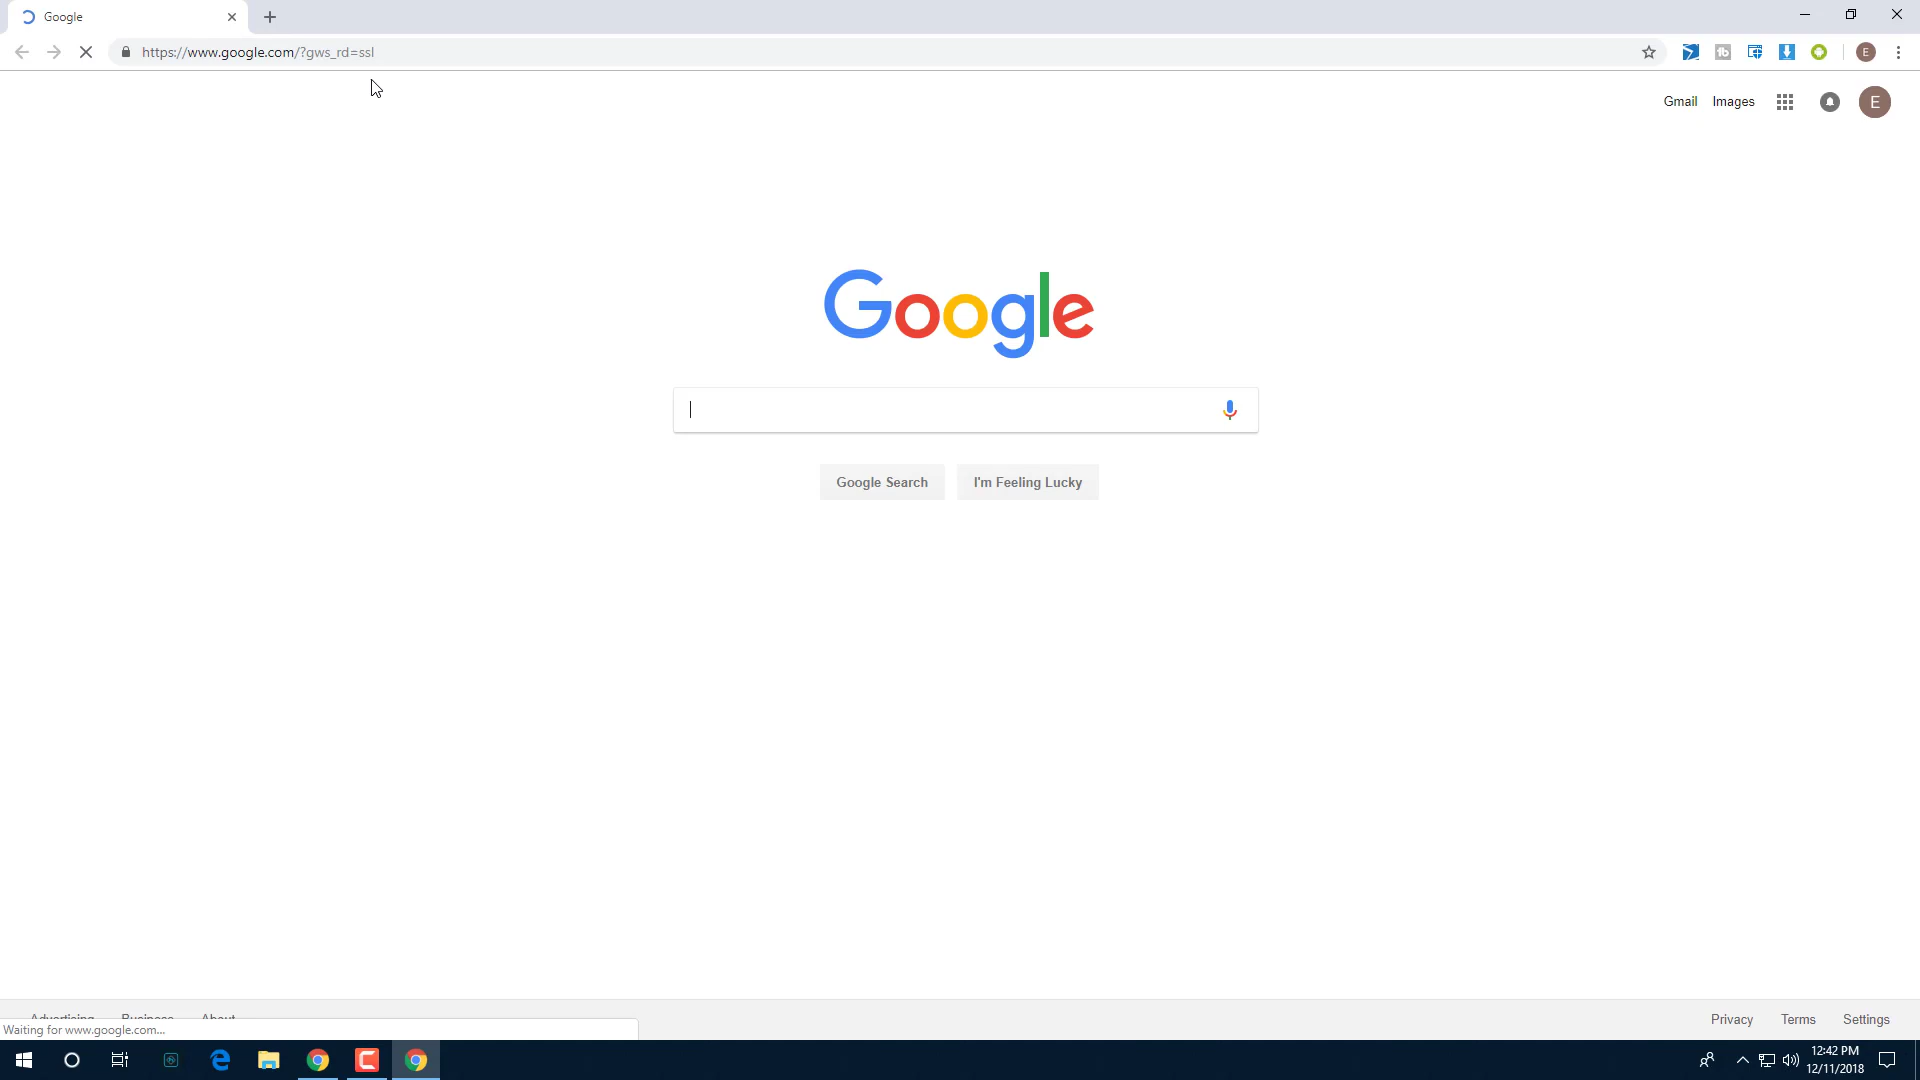 Google
https://www.google.com/?gws_rd=ssl
tb
E
Gmail Images
E
Google
Google Search I'm Feeling Lucky
Advertising Business About
Privacy Terms Settings
Waiting for www.google.com...
12:42 PM
12/11/2018